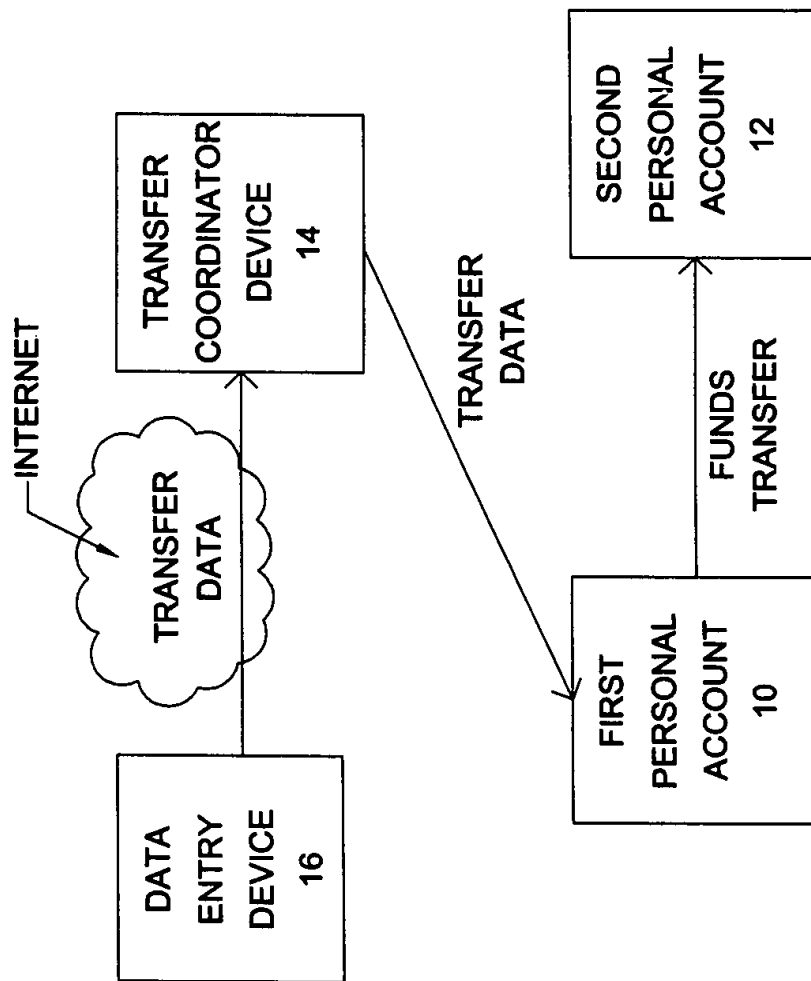 INTERNET
DATA
ENTRY
DEVICE
16
TRANSFER
DATA
TRANSFER
COORDINATOR
DEVICE
14
TRANSFER
DATA
FIRST
PERSONAL
ACCOUNT
10
FUNDS
TRANSFER
SECOND
PERSONAL
ACCOUNT
12